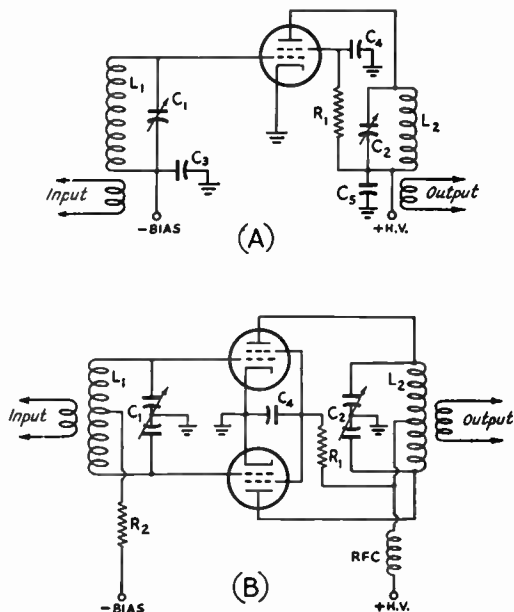 C₄
L₁
C₁
R₁
C₂
L₂
C₃
C₅
Input
Output
–BIAS
+H.V.
(A)
L₁
L₂
Input
C₁
C₄
C₂
Output
R₁
R₂
RFC
–BIAS
+H.V.
(B)